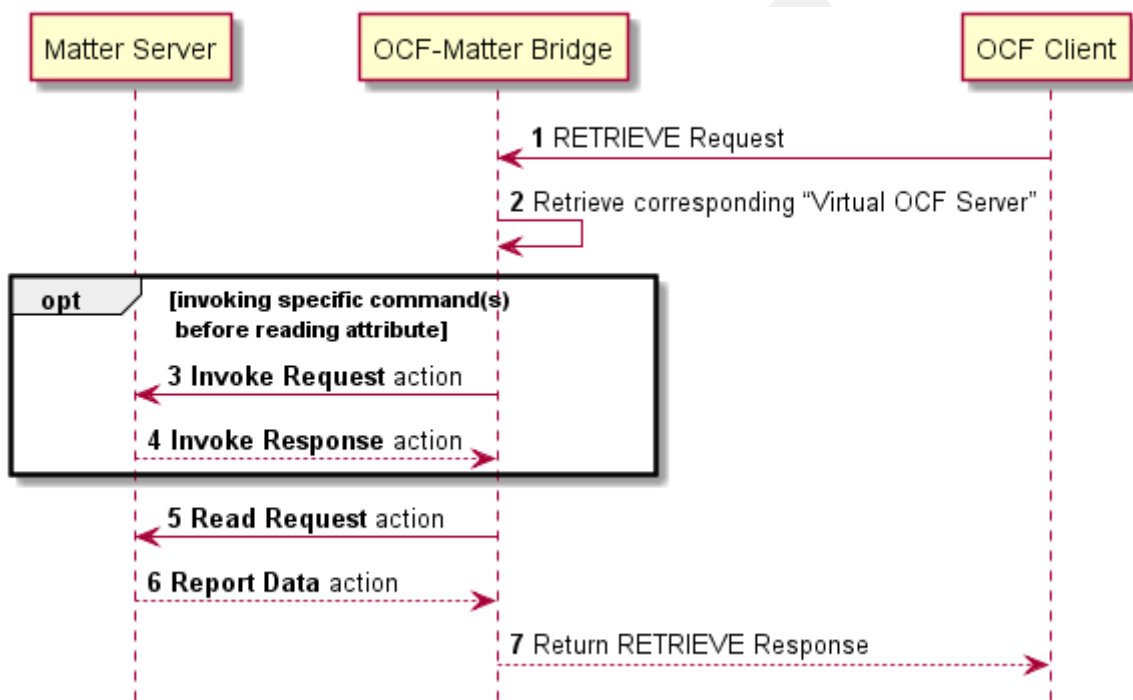 Matter Server
OCF-Matter Bridge
OCF Client
1 RETRIEVE Request
2 Retrieve corresponding “Virtual OCF Server”
opt
[invoking specific command(s)
before reading attribute]
3 Invoke Request action
4 Invoke Response action
5 Read Request action
6 Report Data action
7 Return RETRIEVE Response